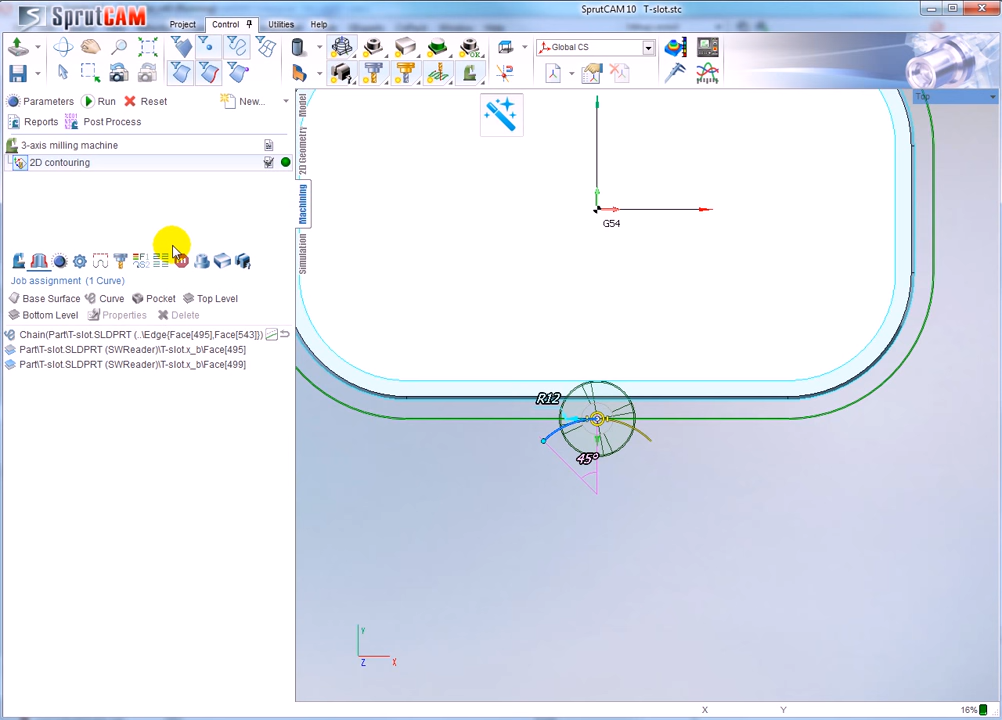 SprutCAM 10   T-slot.stc
SprutCAM
Project
Control
Utilities
Help
Global CS
Parameters
Run
Reset
New...
Reports
Post Process
3-axis milling machine
2D contouring
Job assignment (1 Curve)
Base Surface
Curve
Pocket
Top Level
Bottom Level
Properties
Delete
Chain(Part\T-slot.SLDPRT (..\Edge{Face[495],Face[543]})
Part\T-slot.SLDPRT (SWReader)\T-slot.x_b\Face[495]
Part\T-slot.SLDPRT (SWReader)\T-slot.x_b\Face[499]
Model
2D Geometry
Machining
Simulation
Top
G54
R12
45°
y
Z
X
X
Y
16%